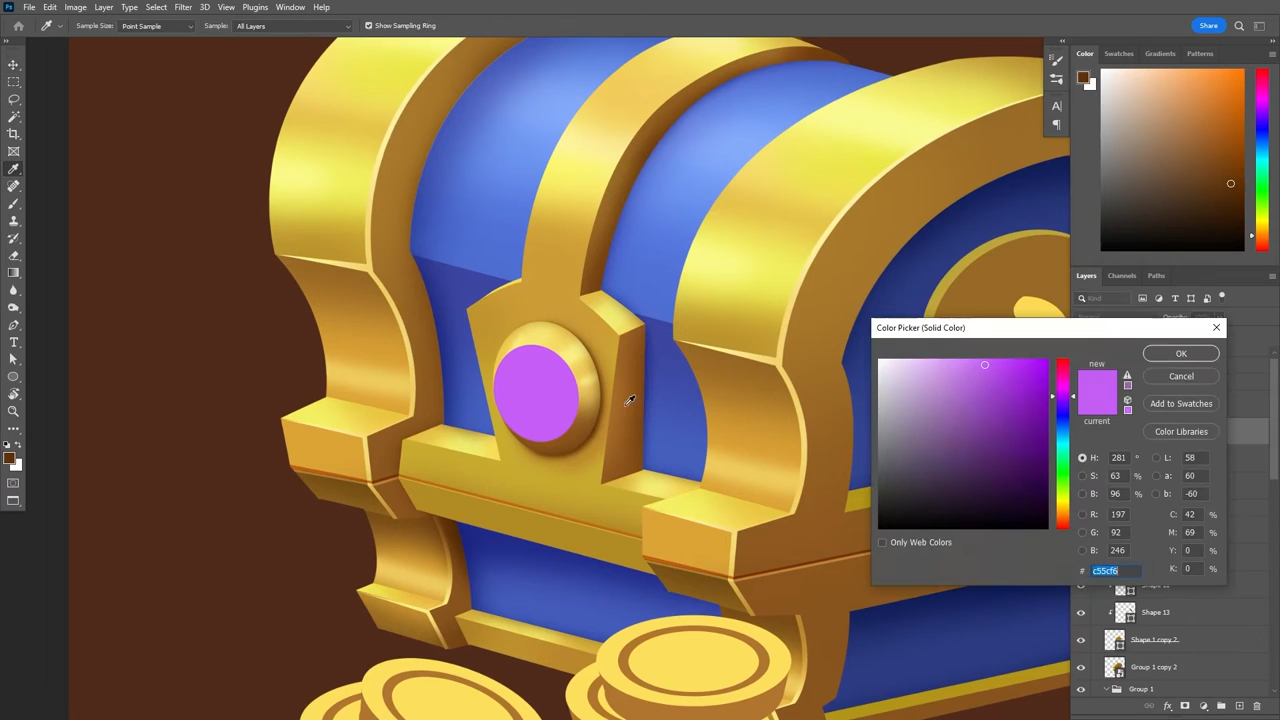 Ps File Edit Image Layer Type Select Filter 3D View Plugins Window Help
Sample Size: Point Sample Sample: All Layers Show Sampling Ring Share
Color Swatches Gradients Patterns
Layers Channels Paths
Kind
Color Picker (Solid Color)
new
current
OK
Cancel
Add to Swatches
Color Libraries
H: 281 ° L: 58
S: 63 % a: 60
B: 96 % b: -60
R: 197 C: 42 %
G: 92 M: 69 %
B: 246 Y: 0 %
# c55cf6 K: 0 %
Only Web Colors
Shape 13
Shape 1 copy 2
Group 1 copy 2
Group 1